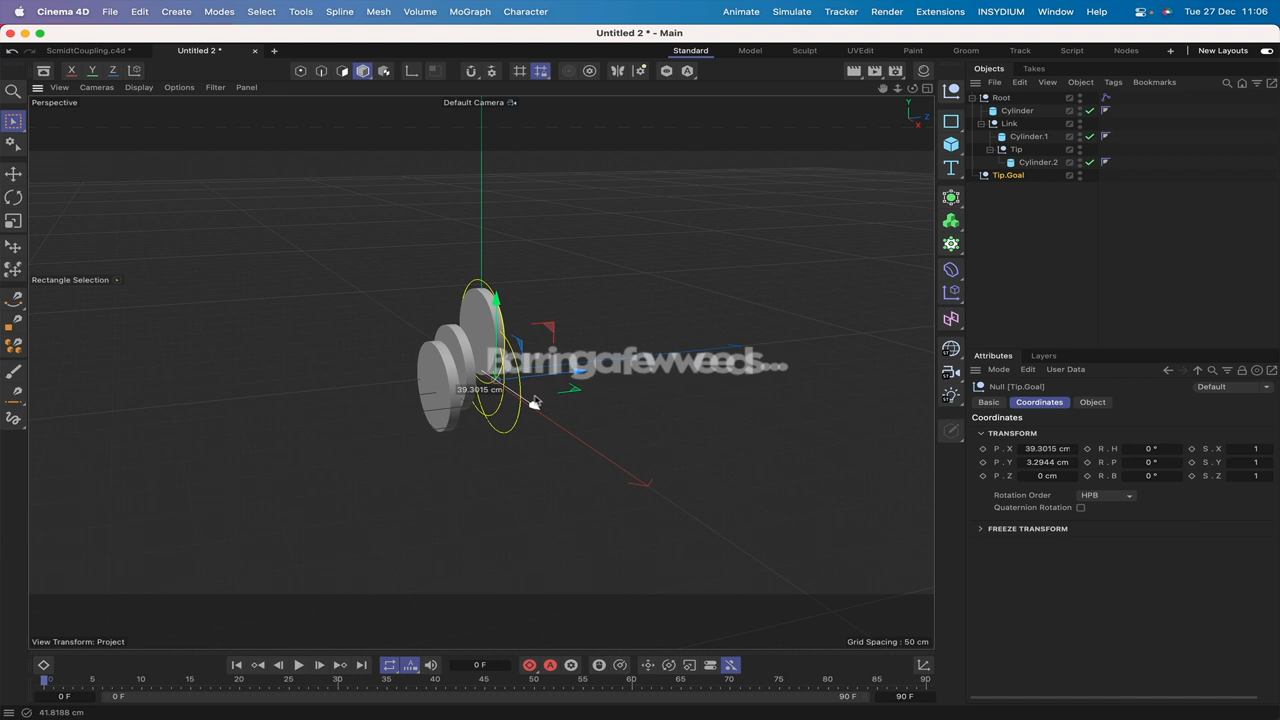 Cinema 4D File Edit Create Modes Select Tools Spline Mesh Volume MoGraph Character Animate Simulate Tracker Render Extensions INSYDIUM Window Help Tue 27 Dec 11:06
Untitled 2 * - Main
ScmidtCoupling.c4d * Untitled 2 * Standard Model Sculpt UVEdit Paint Groom Track Script Nodes New Layouts
X Y Z Objects Takes
View Cameras Display Options Filter Panel File Edit View Object Tags Bookmarks
Perspective Default Camera Root
Y Z X Cylinder
Link
Cylinder.1
Tip
Cylinder.2
Tip.Goal
Rectangle Selection
Barringafewweeds...
39.3015 cm
Attributes Layers
Mode Edit User Data
Null [Tip.Goal] Default
Basic Coordinates Object
Coordinates
TRANSFORM
P . X 39.3015 cm R . H 0 ° S . X 1
P . Y 3.2944 cm R . P 0 ° S . Y 1
P . Z 0 cm R . B 0 ° S . Z 1
Rotation Order HPB
Quaternion Rotation
FREEZE TRANSFORM
View Transform: Project Grid Spacing : 50 cm
0 F
0 5 10 15 20 25 30 35 40 45 50 55 60 65 70 75 80 85 90
0 F 0 F 90 F 90 F
41.8188 cm